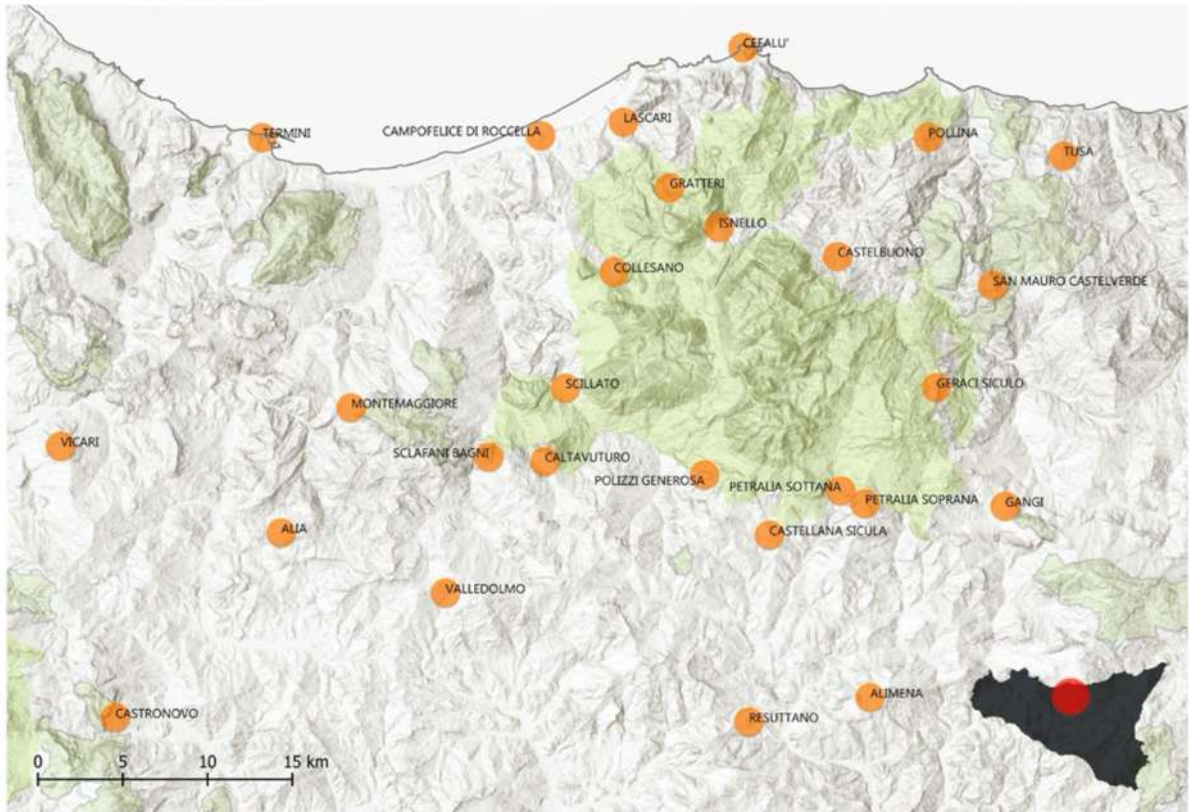 CEFALU'
LASCARI
CAMPOFELICE DI ROCCELLA
TERMINI
POLLINA
TUSA
GRATTERI
ISNELLO
CASTELBUONO
COLLESANO
SAN MAURO CASTELVERDE
SCILLATO
GERACI SICULO
MONTEMAGGIORE
VICARI
SCLAFANI BAGNI
CALTAVUTURO
POLIZZI GENEROSA
PETRALIA SOTTANA
PETRALIA SOPRANA
GANGI
ALIA
CASTELLANA SICULA
VALLEDOLMO
ALIMENA
CASTRONOVO
RESUTTANO
0 5 10 15 km